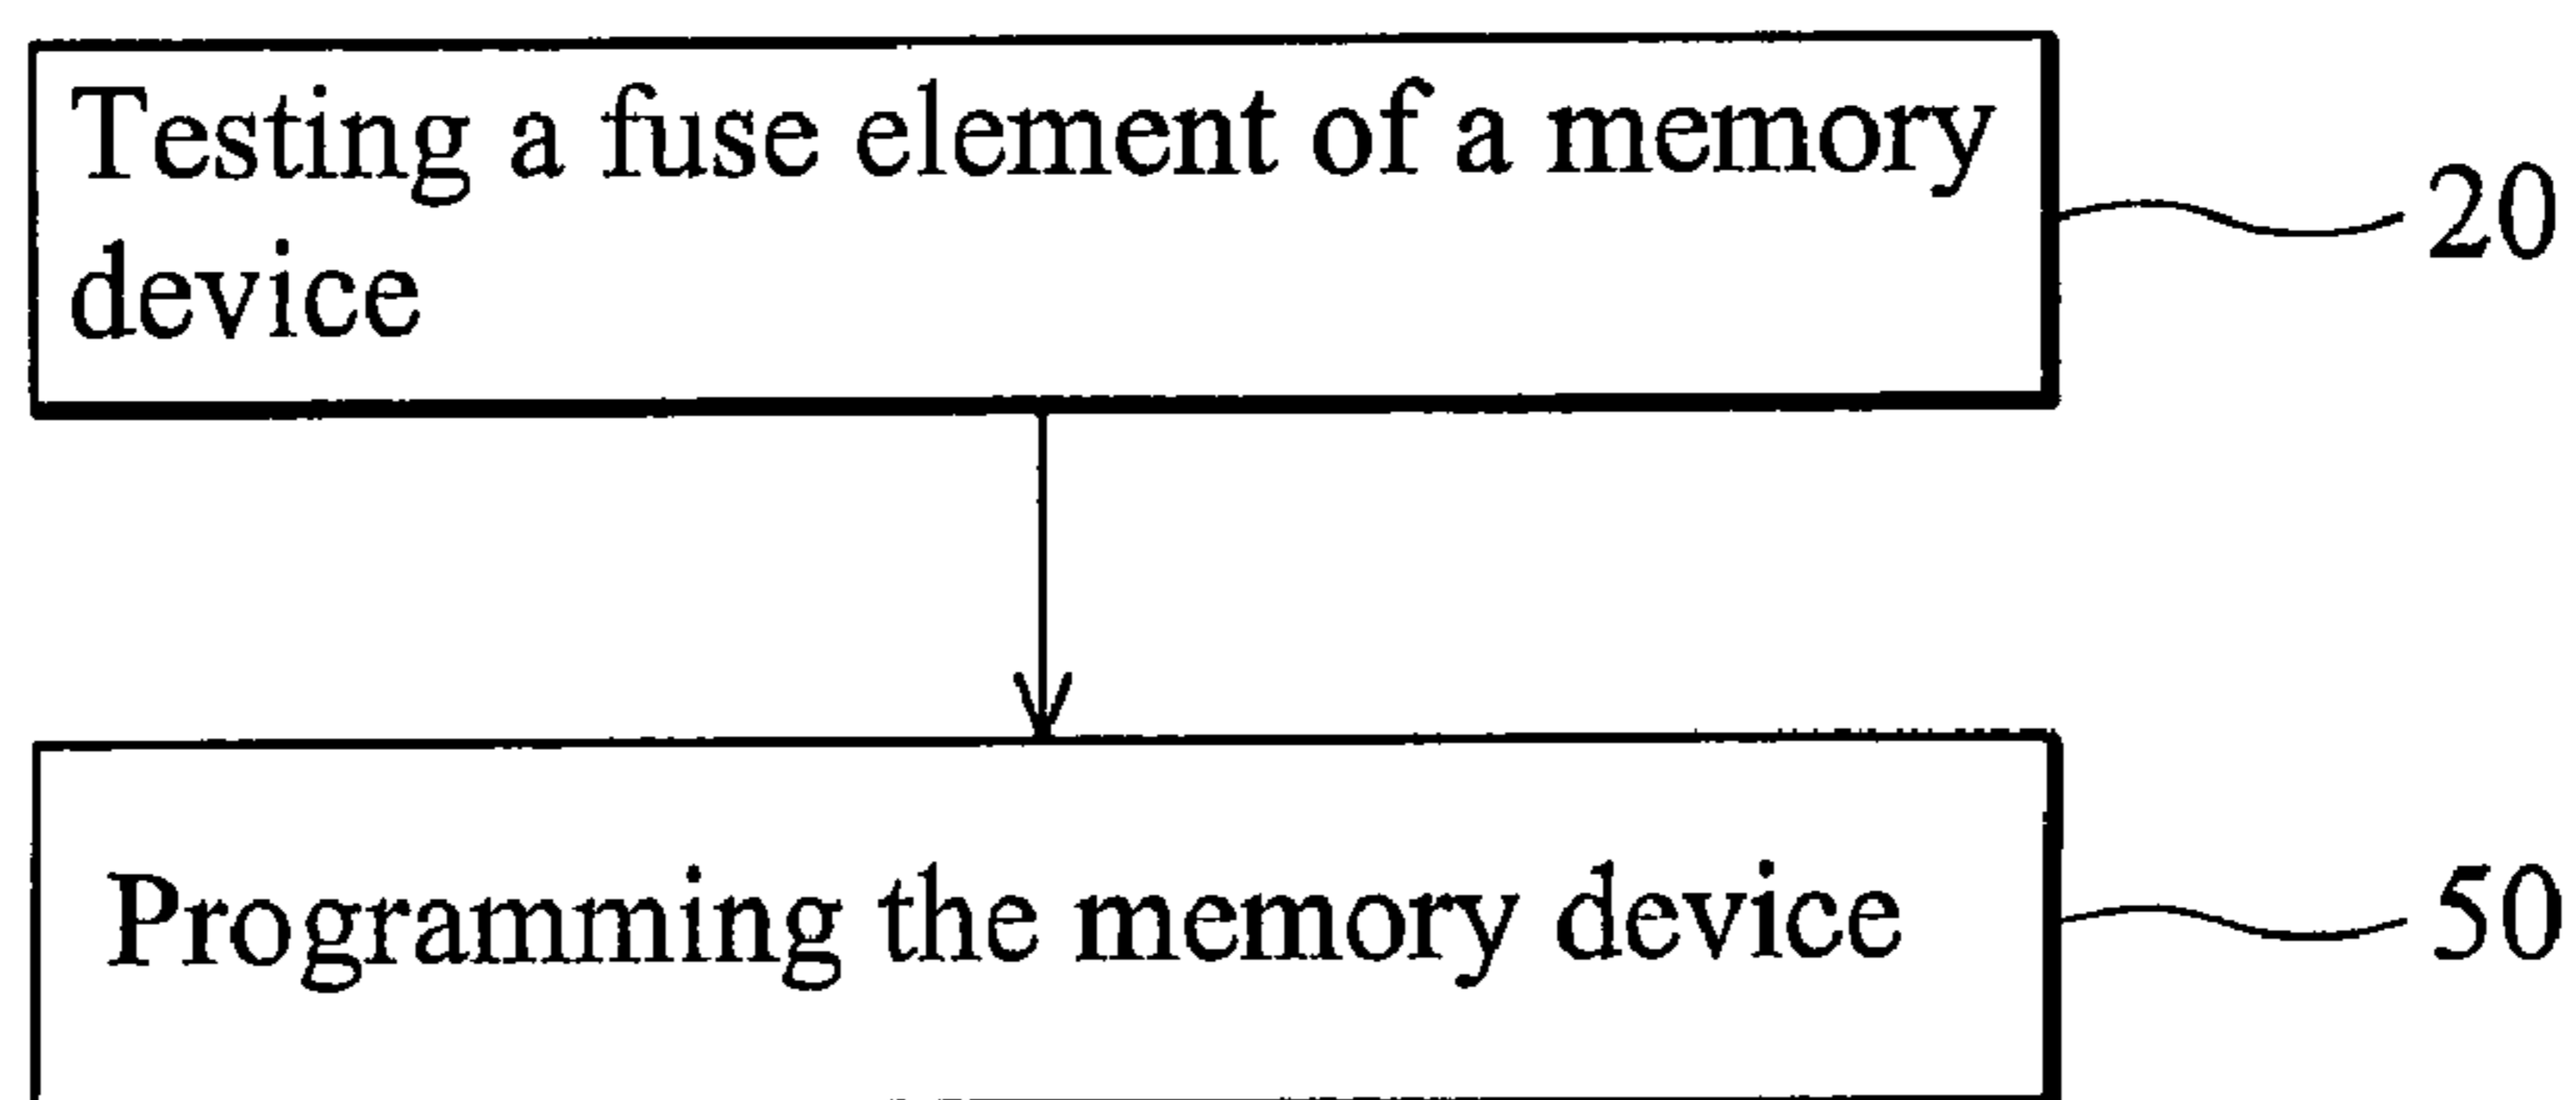 Testing a fuse element of a memory
device
20
Programming the memory device
50